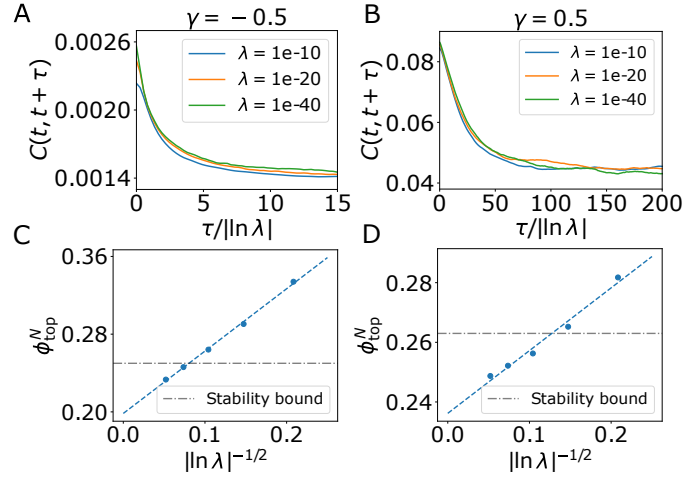 A
γ = − 0.5
C(t, t + τ)
0.0026
0.0020
0.0014
λ = 1e-10
λ = 1e-20
λ = 1e-40
0
5
10
15
τ/|ln λ|
B
γ = 0.5
C(t, t + τ)
0.08
0.06
0.04
λ = 1e-10
λ = 1e-20
λ = 1e-40
0
50
100
150
200
τ/|ln λ|
C
ϕ^N_top
0.36
0.28
0.20
Stability bound
0.0
0.1
0.2
|ln λ|^−1/2
D
ϕ^N_top
0.28
0.26
0.24
Stability bound
0.0
0.1
0.2
|ln λ|^−1/2